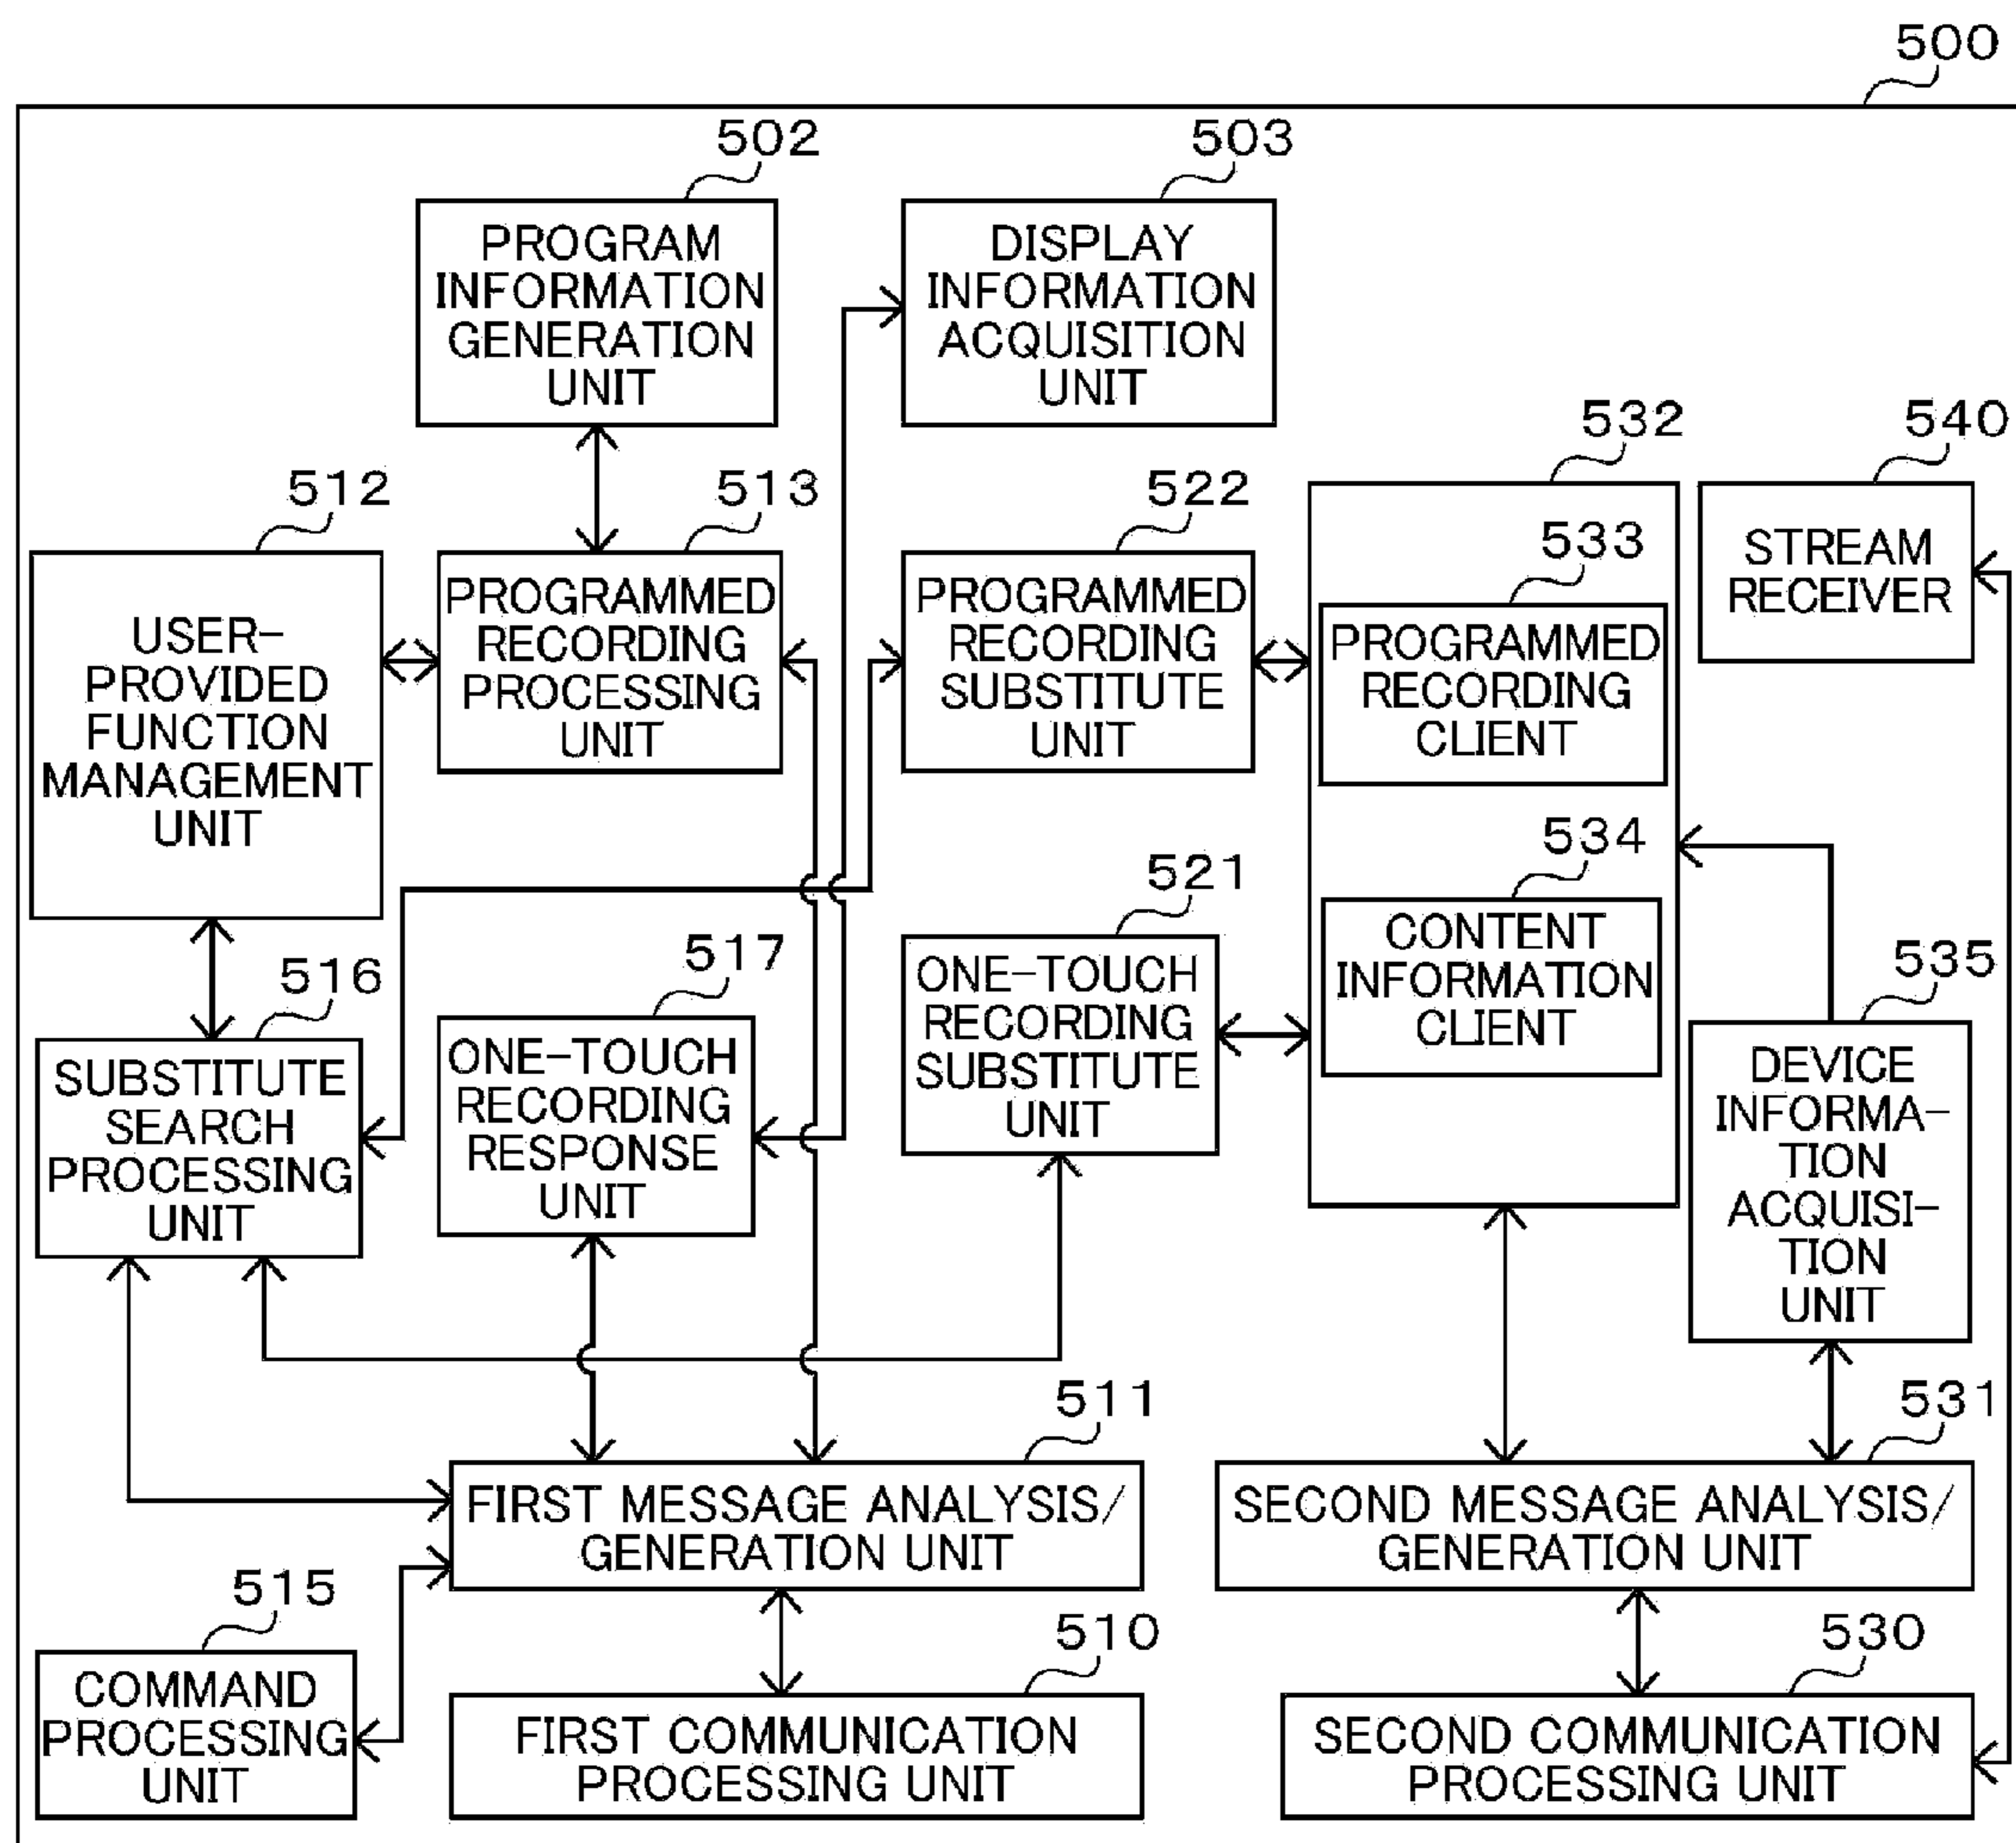 500
502
PROGRAM
INFORMATION
GENERATION
UNIT
503
DISPLAY
INFORMATION
ACQUISITION
UNIT
512
USER-
PROVIDED
FUNCTION
MANAGEMENT
UNIT
513
PROGRAMMED
RECORDING
PROCESSING
UNIT
522
PROGRAMMED
RECORDING
SUBSTITUTE
UNIT
532
533
PROGRAMMED
RECORDING
CLIENT
534
CONTENT
INFORMATION
CLIENT
540
STREAM
RECEIVER
516
SUBSTITUTE
SEARCH
PROCESSING
UNIT
517
ONE-TOUCH
RECORDING
RESPONSE
UNIT
521
ONE-TOUCH
RECORDING
SUBSTITUTE
UNIT
535
DEVICE
INFORMA-
TION
ACQUISI-
TION
UNIT
511
FIRST MESSAGE ANALYSIS/
GENERATION UNIT
531
SECOND MESSAGE ANALYSIS/
GENERATION UNIT
515
COMMAND
PROCESSING
UNIT
510
FIRST COMMUNICATION
PROCESSING UNIT
530
SECOND COMMUNICATION
PROCESSING UNIT